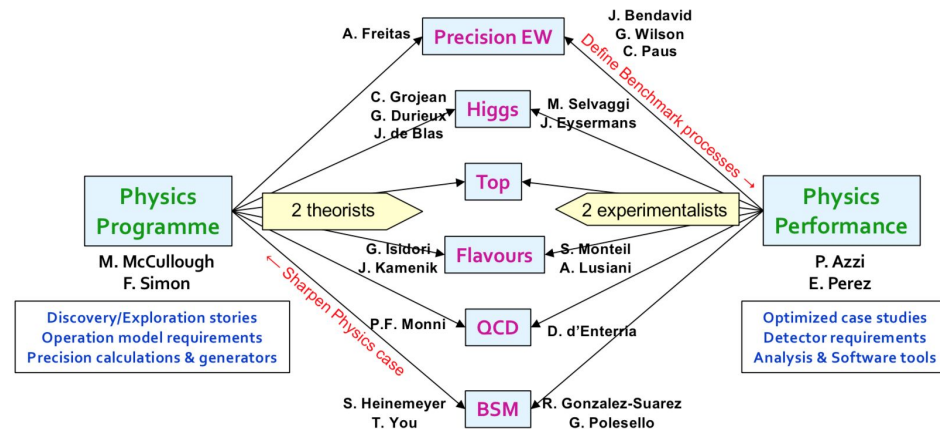 A. Freitas
Precision EW
J. Bendavid
G. Wilson
C. Paus
Define Benchmark processes →
C. Grojean
G. Durieux
J. de Blas
Higgs
M. Selvaggi
J. Eysermans
Top
Physics
Programme
2 theorists
2 experimentalists
Physics
Performance
M. McCullough
F. Simon
G. Isidori
J. Kamenik
Flavours
S. Monteil
A. Lusiani
P. Azzi
E. Perez
← Sharpen Physics case
Discovery/Exploration stories
Operation model requirements
Precision calculations & generators
P.F. Monni
QCD
D. d'Enterria
Optimized case studies
Detector requirements
Analysis & Software tools
S. Heinemeyer
T. You
BSM
R. Gonzalez-Suarez
G. Polesello